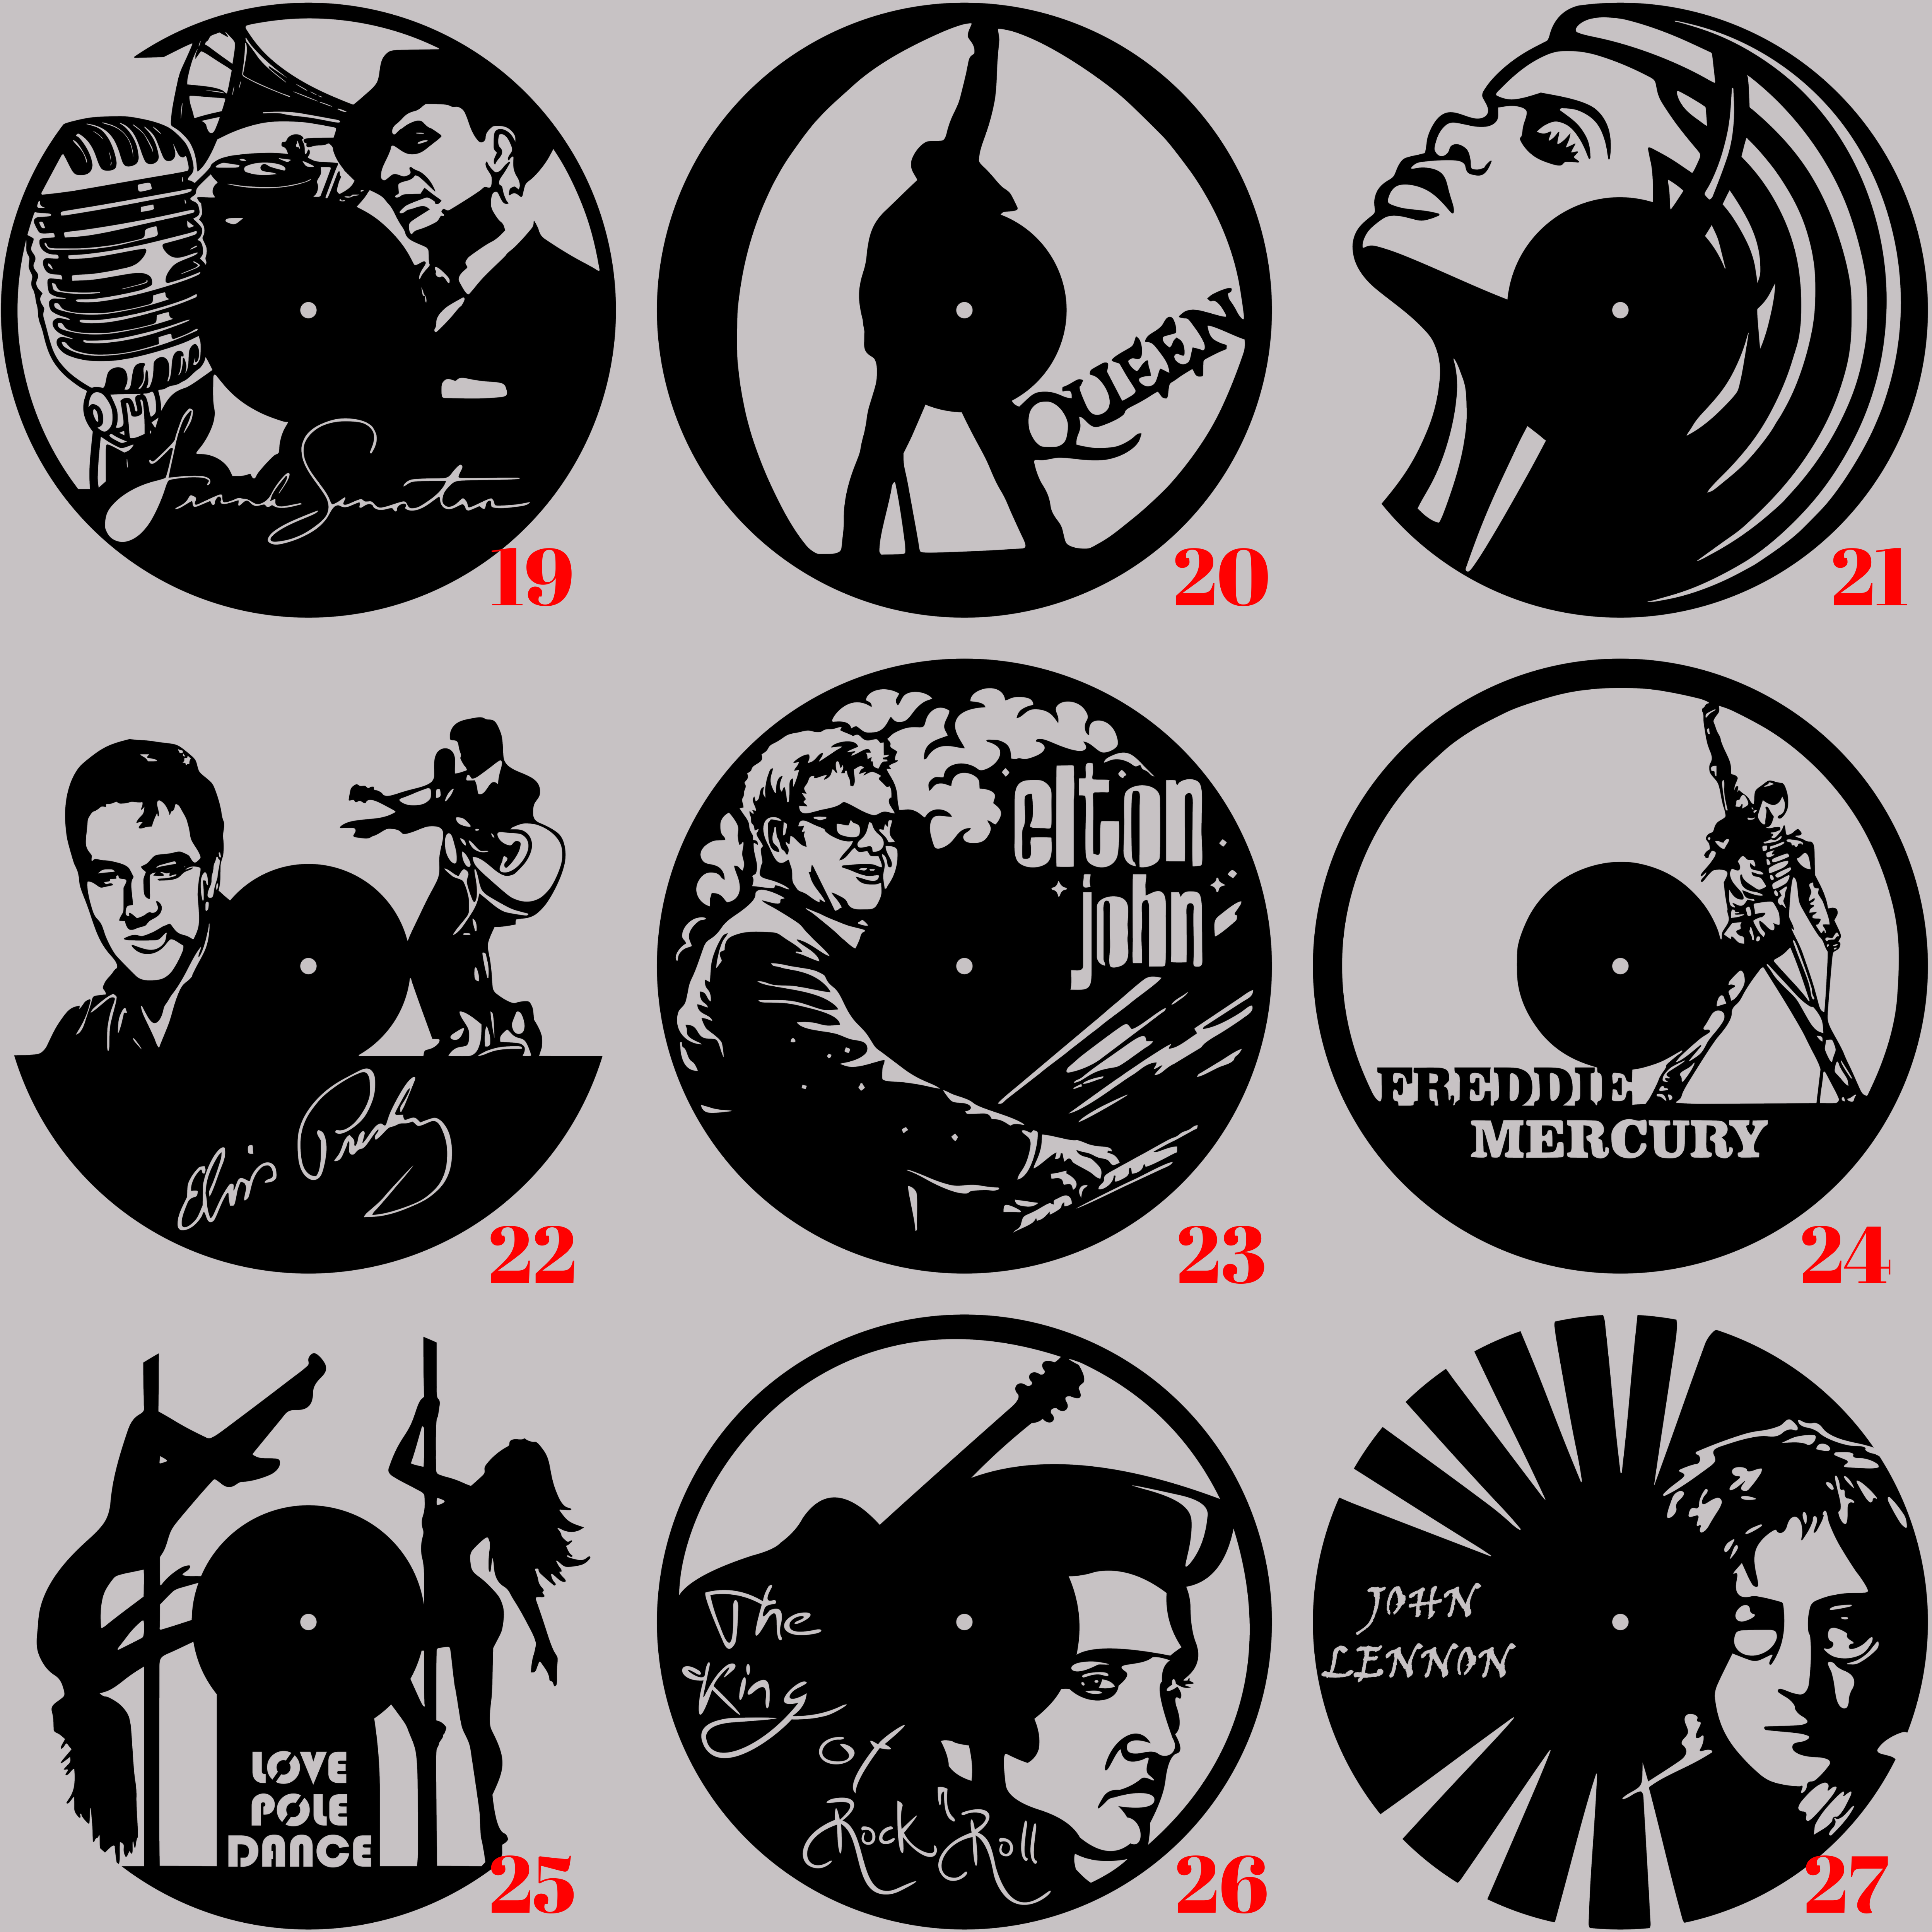 Frank Sinatra
Queen
19
20
21
elton
john
FREDDIE
MERCURY
Elvis Presley
22
23
24
The
King
of
Rock & Roll
JOHN
LENNON
LOVE
POLE
DANCE
25
26
27